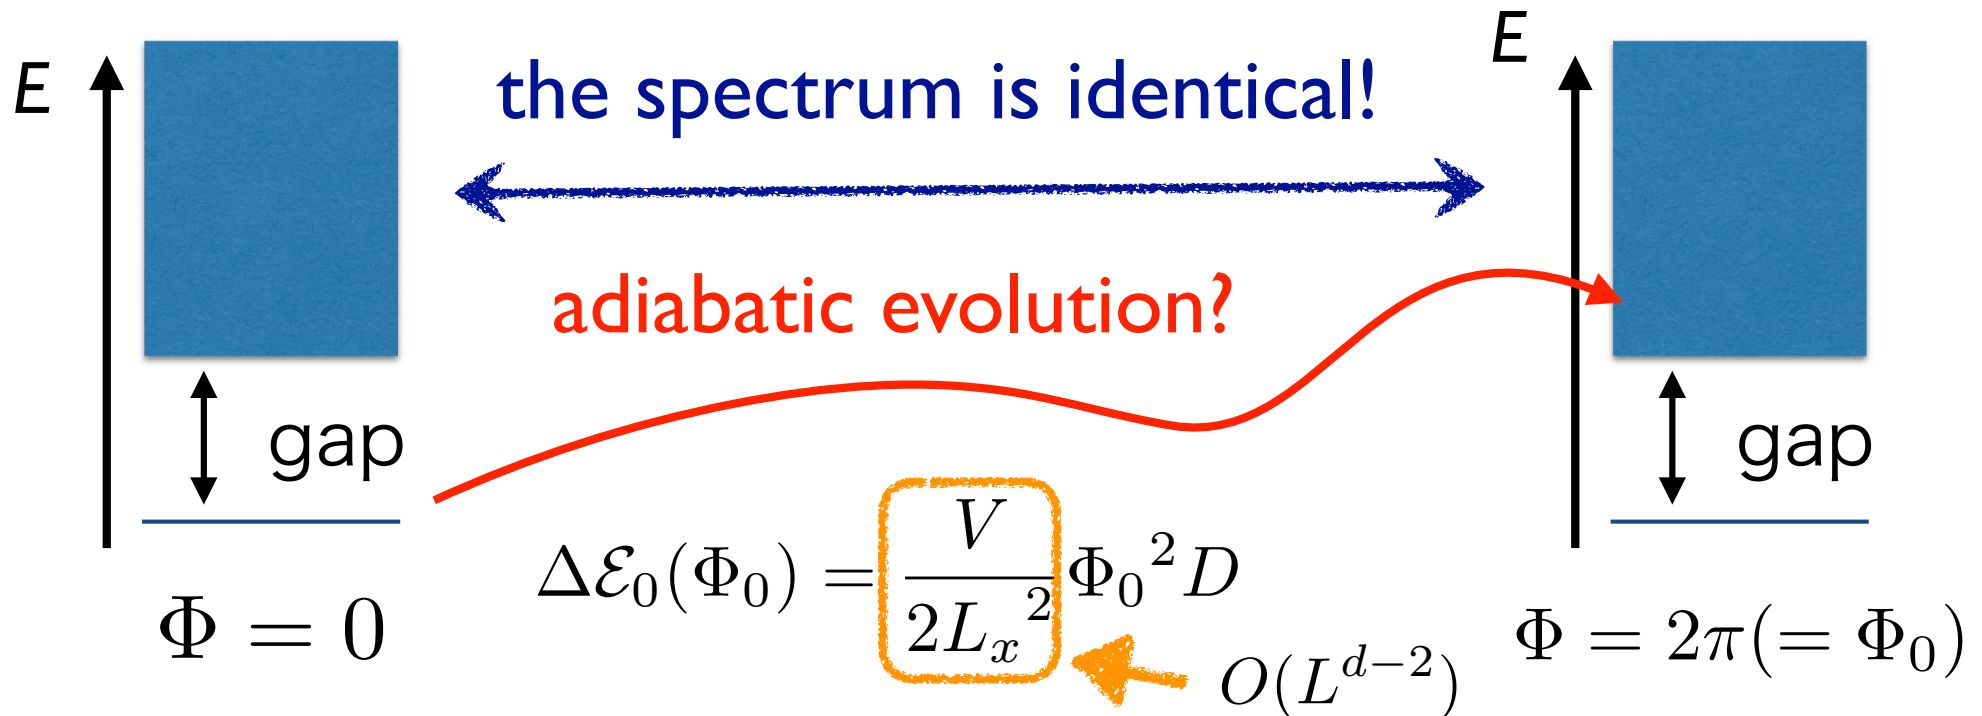 E
the spectrum is identical!
E
adiabatic evolution?
gap
gap
Φ = 0
Δℰ₀(Φ₀) = V / 2Lₓ² Φ₀² D
O(L^{d−2})
Φ = 2π(= Φ₀)